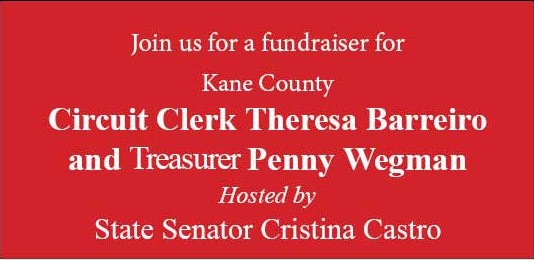 Join us for a fundraiser for
Kane County
Circuit Clerk Theresa Barreiro
and Treasurer Penny Wegman
Hosted by
State Senator Cristina Castro